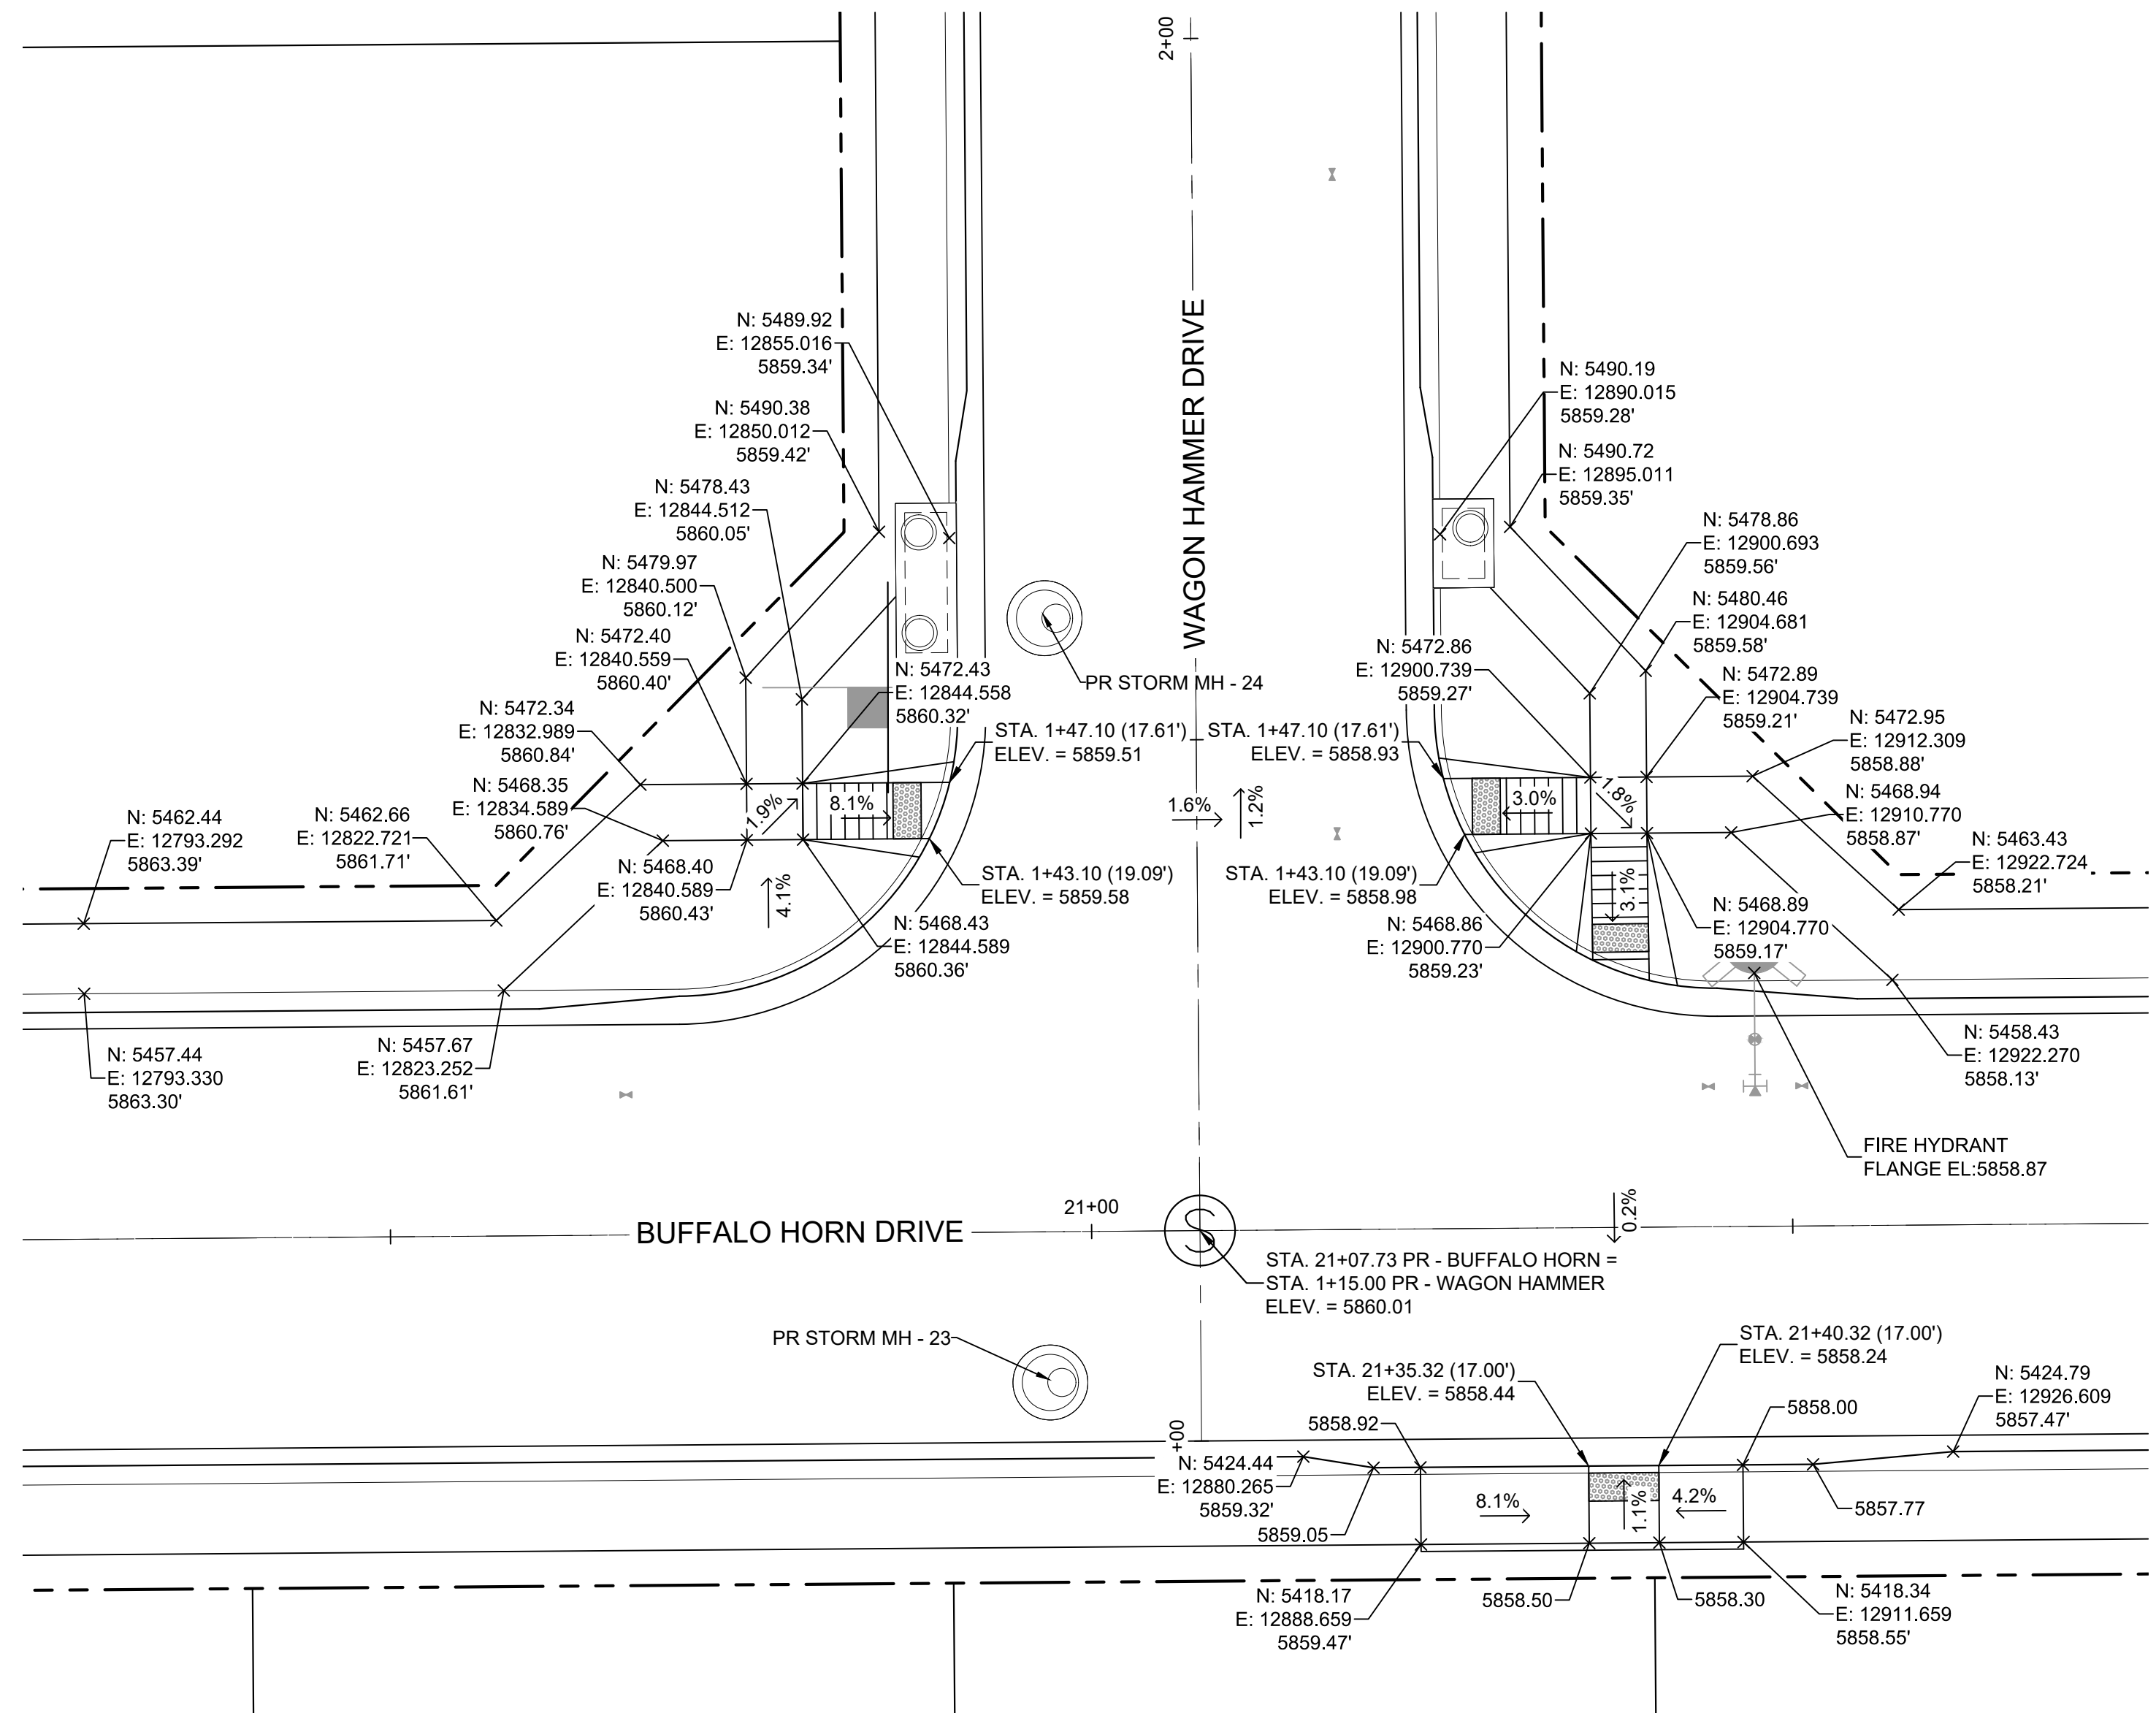 2+00
WAGON HAMMER DRIVE
N: 5489.92
E: 12855.016
5859.34'
N: 5490.38
E: 12850.012
5859.42'
N: 5478.43
E: 12844.512
5860.05'
N: 5479.97
E: 12840.500
5860.12'
N: 5472.40
E: 12840.559
5860.40'
N: 5472.34
E: 12832.989
5860.84'
N: 5468.35
E: 12834.589
5860.76'
N: 5462.44
E: 12793.292
5863.39'
N: 5462.66
E: 12822.721
5861.71'
N: 5468.40
E: 12840.589
5860.43'
N: 5472.43
E: 12844.558
5860.32'
1.9%
8.1%
4.1%
N: 5468.43
E: 12844.589
5860.36'
N: 5457.44
E: 12793.330
5863.30'
N: 5457.67
E: 12823.252
5861.61'
PR STORM MH - 24
STA. 1+47.10 (17.61')
ELEV. = 5859.51
STA. 1+43.10 (19.09')
ELEV. = 5859.58
1.6%
1.2%
STA. 1+47.10 (17.61')
ELEV. = 5858.93
STA. 1+43.10 (19.09')
ELEV. = 5858.98
N: 5490.19
E: 12890.015
5859.28'
N: 5490.72
E: 12895.011
5859.35'
N: 5478.86
E: 12900.693
5859.56'
N: 5480.46
E: 12904.681
5859.58'
N: 5472.86
E: 12900.739
5859.27'
N: 5472.89
E: 12904.739
5859.21'
N: 5472.95
E: 12912.309
5858.88'
N: 5468.94
E: 12910.770
5858.87'
N: 5463.43
E: 12922.724
5858.21'
3.0%
1.8%
3.1%
N: 5468.86
E: 12900.770
5859.23'
N: 5468.89
E: 12904.770
5859.17'
N: 5458.43
E: 12922.270
5858.13'
FIRE HYDRANT
FLANGE EL:5858.87
BUFFALO HORN DRIVE
21+00
0.2%
STA. 21+07.73 PR - BUFFALO HORN =
STA. 1+15.00 PR - WAGON HAMMER
ELEV. = 5860.01
PR STORM MH - 23
STA. 21+35.32 (17.00')
ELEV. = 5858.44
STA. 21+40.32 (17.00')
ELEV. = 5858.24
5858.92
5858.00
N: 5424.79
E: 12926.609
5857.47'
+00
N: 5424.44
E: 12880.265
5859.32'
5859.05
8.1%
1.1%
4.2%
5857.77
N: 5418.17
E: 12888.659
5859.47'
5858.50
5858.30
N: 5418.34
E: 12911.659
5858.55'